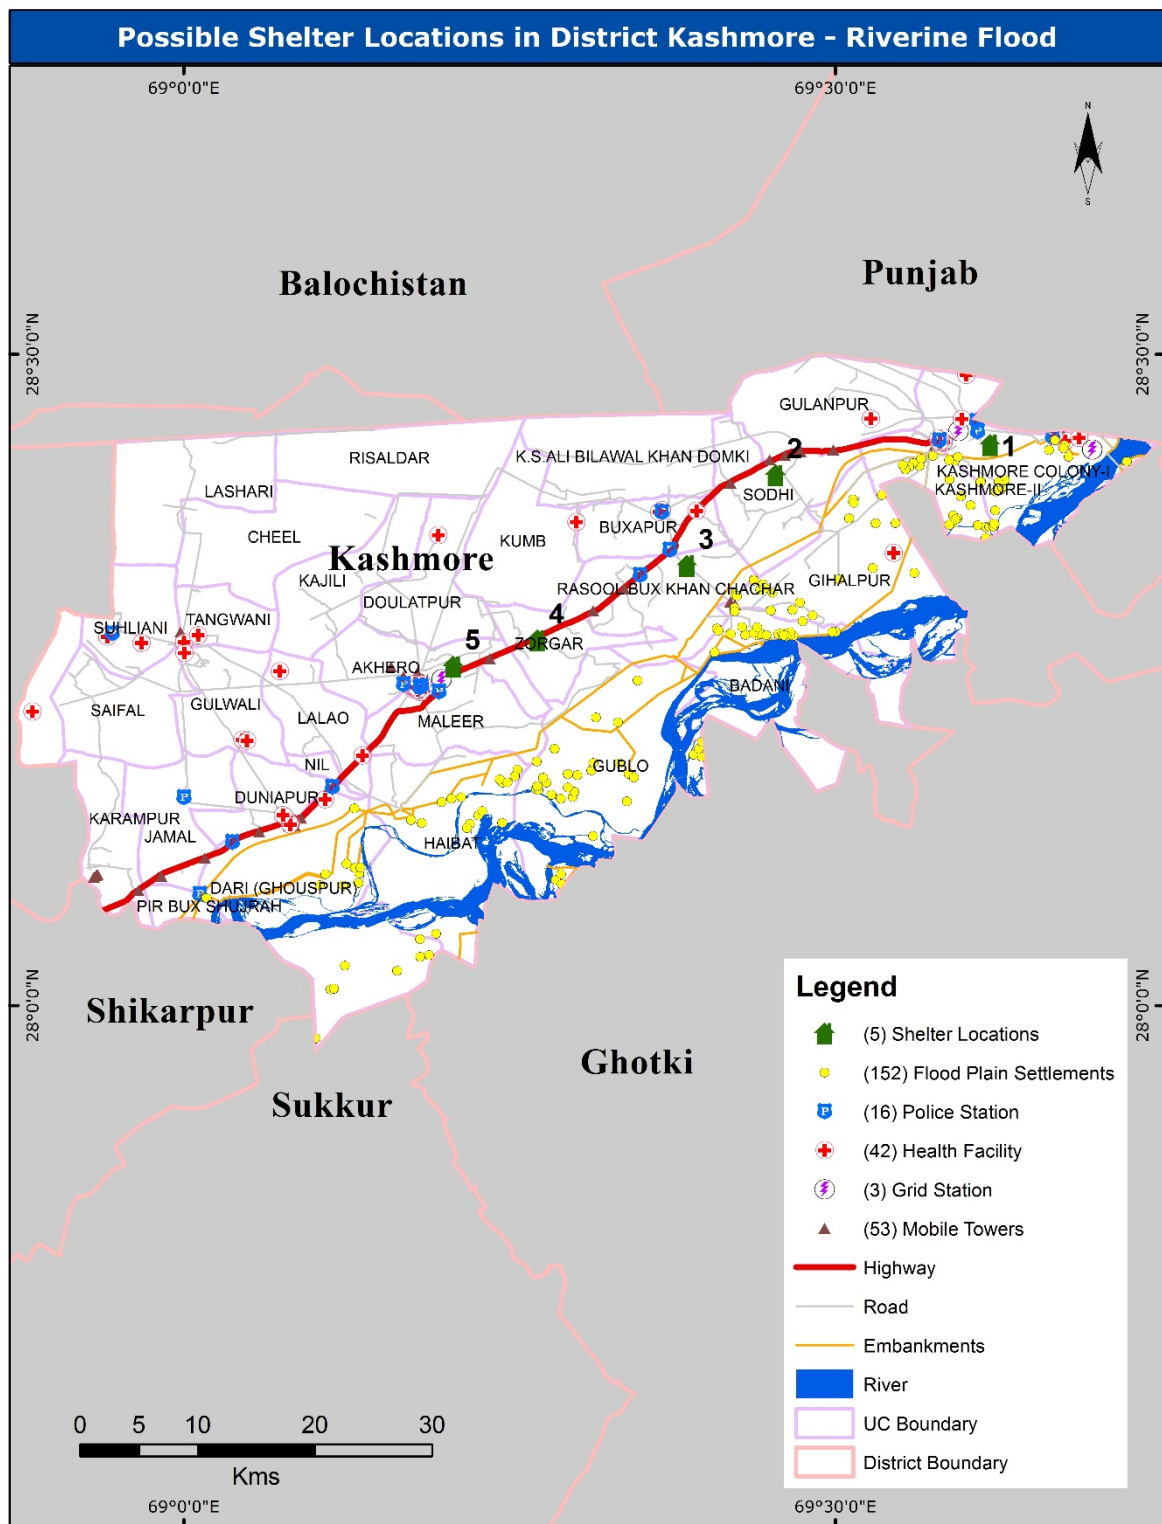 Possible Shelter Locations in District Kashmore - Riverine Flood
69°0'0"E
69°30'0"E
N
S
Balochistan
Punjab
28°30'0"N
28°30'0"N
GULANPUR
RISALDAR
K.S.ALI BILAWAL KHAN DOMKI
2
1
KASHMORE COLONY-I
KASHMORE-II
LASHARI
SODHI
CHEEL
KUMB
BUXAPUR
3
Kashmore
KAJILI
RASOOL BUX KHAN CHACHAR
GIHALPUR
DOULATPUR
TANGWANI
SUHLIANI
4
ZORGAR
5
AKHERO
BADANI
SAIFAL
GULWALI
LALAO
MALEER
NIL
GUBLO
DUNIAPUR
KARAMPUR
JAMAL
HAIBAT
DARI (GHOUSPUR)
PIR BUX SHUJRAH
Shikarpur
28°0'0"N
28°0'0"N
Ghotki
Sukkur
Legend
(5) Shelter Locations
(152) Flood Plain Settlements
(16) Police Station
(42) Health Facility
(3) Grid Station
(53) Mobile Towers
Highway
Road
Embankments
River
UC Boundary
District Boundary
0 5 10 20 30
Kms
69°0'0"E
69°30'0"E